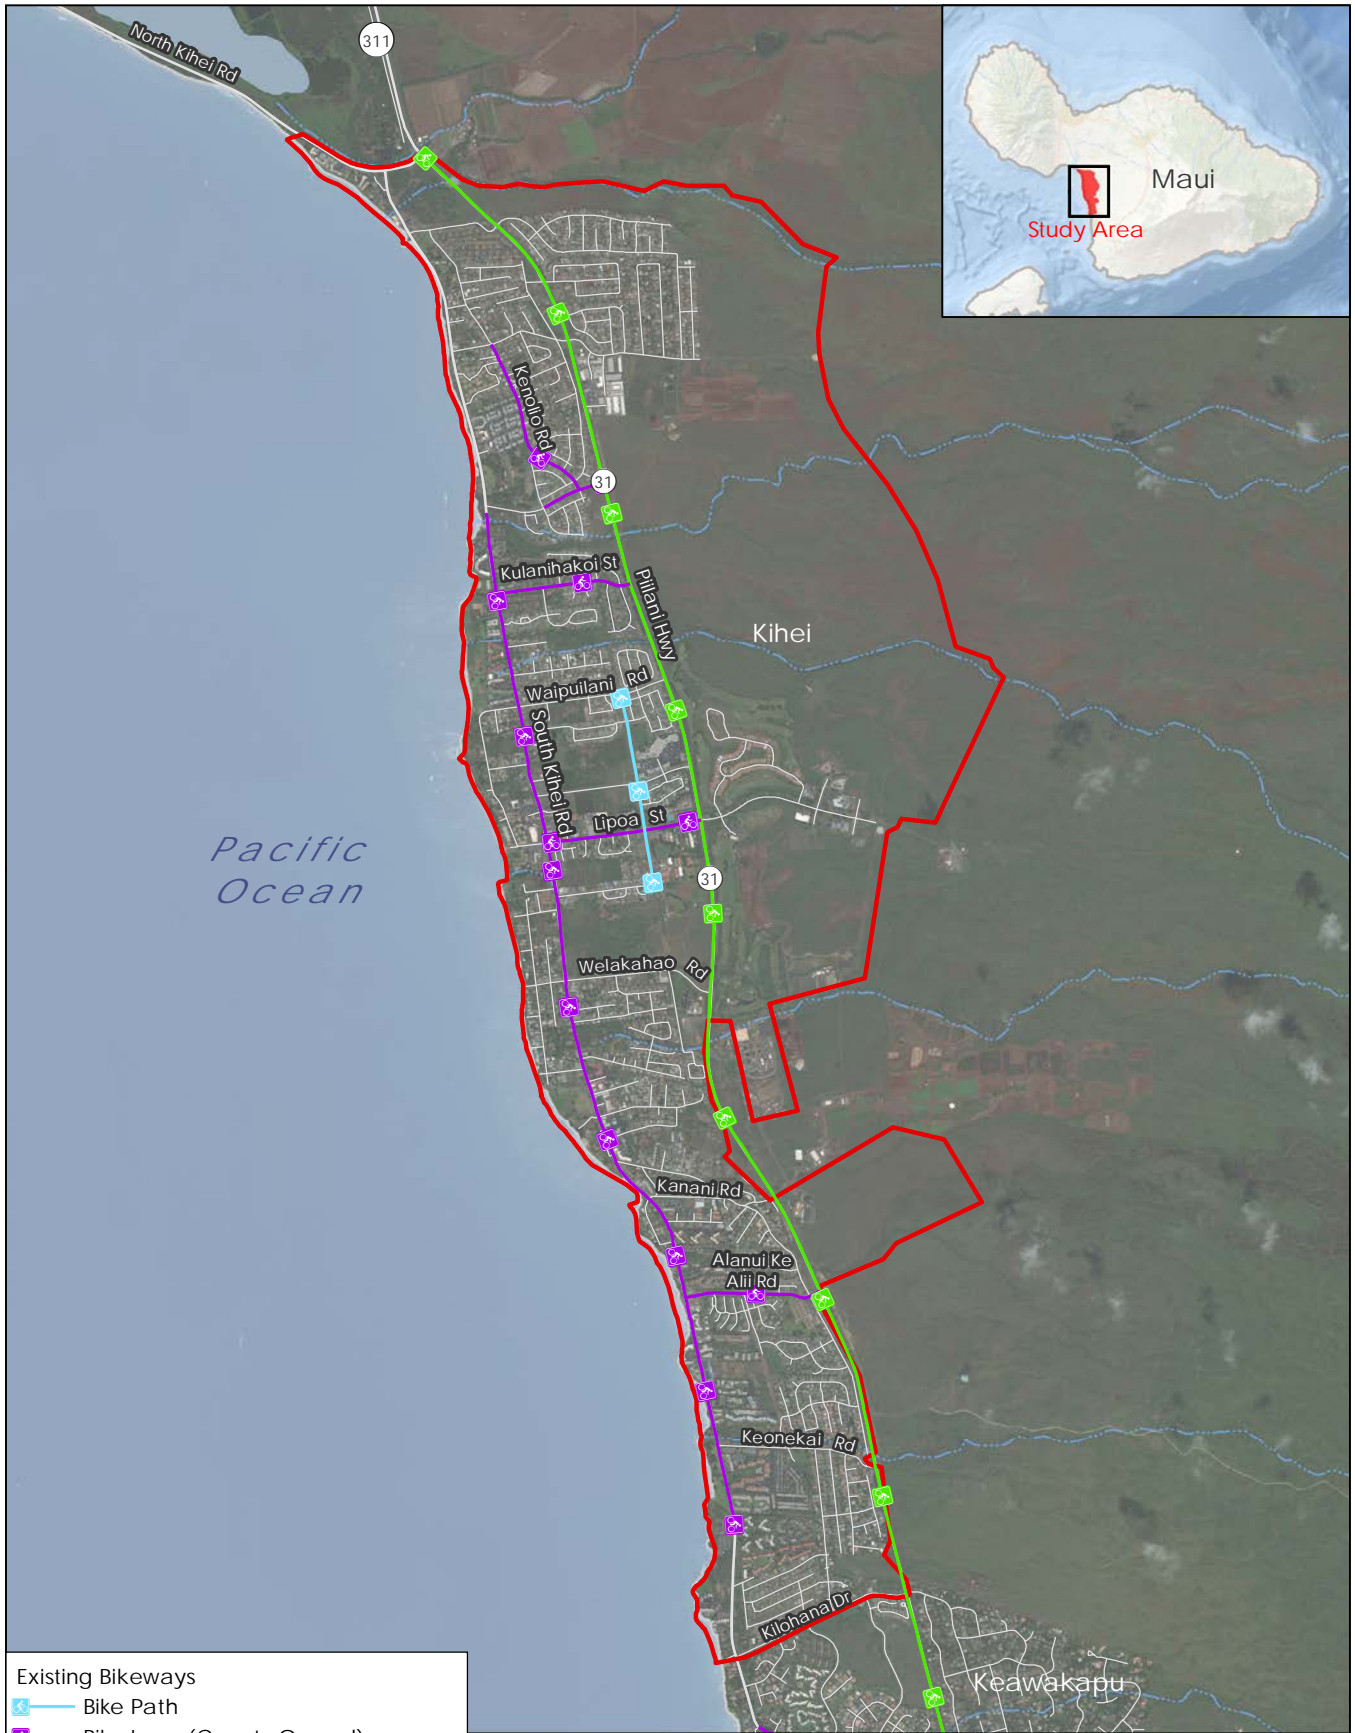 North Kihei Rd
311
Maui
Study Area
Kenolio Rd
31
Kulanihakoi St
Piilani Hwy
Kihei
Waipuilani Rd
South Kihei Rd
Lipoa St
Pacific
Ocean
31
Welakahao Rd
Kanani Rd
Alanui Ke
Alii Rd
Keonekai Rd
Kilohana Dr
Keawakapu
Existing Bikeways
Bike Path